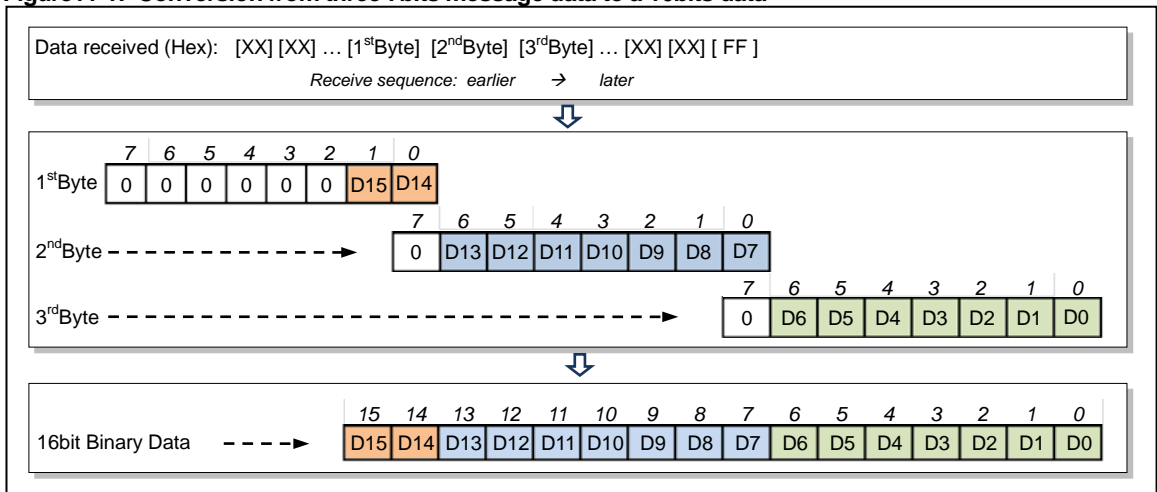 Data received (Hex): [XX] [XX] … [1stByte] [2ndByte] [3rdByte] … [XX] [XX] [ FF ]
Receive sequence: earlier → later
7 6 5 4 3 2 1 0
1stByte 0 0 0 0 0 0 D15 D14
7 6 5 4 3 2 1 0
2ndByte 0 D13 D12 D11 D10 D9 D8 D7
7 6 5 4 3 2 1 0
3rdByte 0 D6 D5 D4 D3 D2 D1 D0
15 14 13 12 11 10 9 8 7 6 5 4 3 2 1 0
16bit Binary Data D15 D14 D13 D12 D11 D10 D9 D8 D7 D6 D5 D4 D3 D2 D1 D0